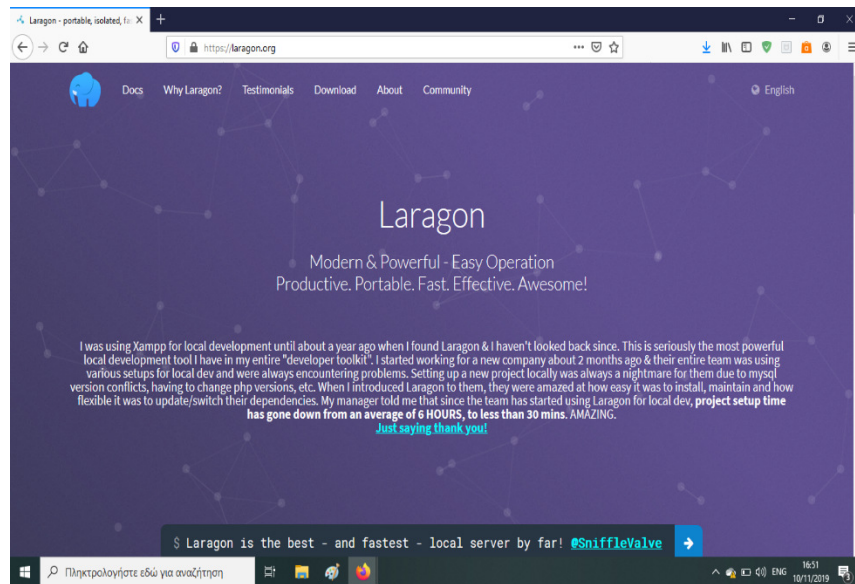 Laragon - portable, isolated, fa
https://laragon.org
Docs Why Laragon? Testimonials Download About Community English
Laragon
Modern & Powerful - Easy Operation
Productive. Portable. Fast. Effective. Awesome!
I was using Xampp for local development until about a year ago when I found Laragon & I haven't looked back since. This is seriously the most powerful
local development tool I have in my entire "developer toolkit". I started working for a new company about 2 months ago & their entire team was using
various setups for local dev and were always encountering problems. Setting up a new project locally was always a nightmare for them due to mysql
version conflicts, having to change php versions, etc. When I introduced Laragon to them, they were amazed at how easy it was to install, maintain and how
flexible it was to update/switch their dependencies. My manager told me that since the team has started using Laragon for local dev, project setup time
has gone down from an average of 6 HOURS, to less than 30 mins. AMAZING.
Just saying thank you!
$ Laragon is the best - and fastest - local server by far! @SniffleValve
Πληκτρολογήστε εδώ για αναζήτηση
ENG
16:51
10/11/2019